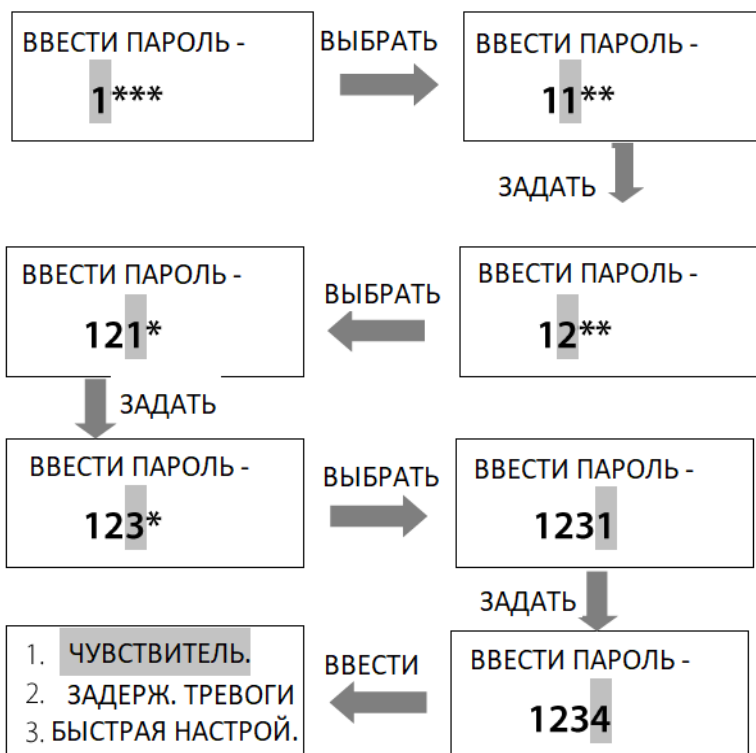 ВВЕСТИ ПАРОЛЬ -
1***
ВЫБРАТЬ
ВВЕСТИ ПАРОЛЬ -
11**
ЗАДАТЬ
ВВЕСТИ ПАРОЛЬ -
12**
ВЫБРАТЬ
ВВЕСТИ ПАРОЛЬ -
121*
ЗАДАТЬ
ВВЕСТИ ПАРОЛЬ -
123*
ВЫБРАТЬ
ВВЕСТИ ПАРОЛЬ -
1231
ЗАДАТЬ
ВВЕСТИ ПАРОЛЬ -
1234
ВВЕСТИ
1. ЧУВСТВИТЕЛЬ.
2. ЗАДЕРЖ. ТРЕВОГИ
3. БЫСТРАЯ НАСТРОЙ.